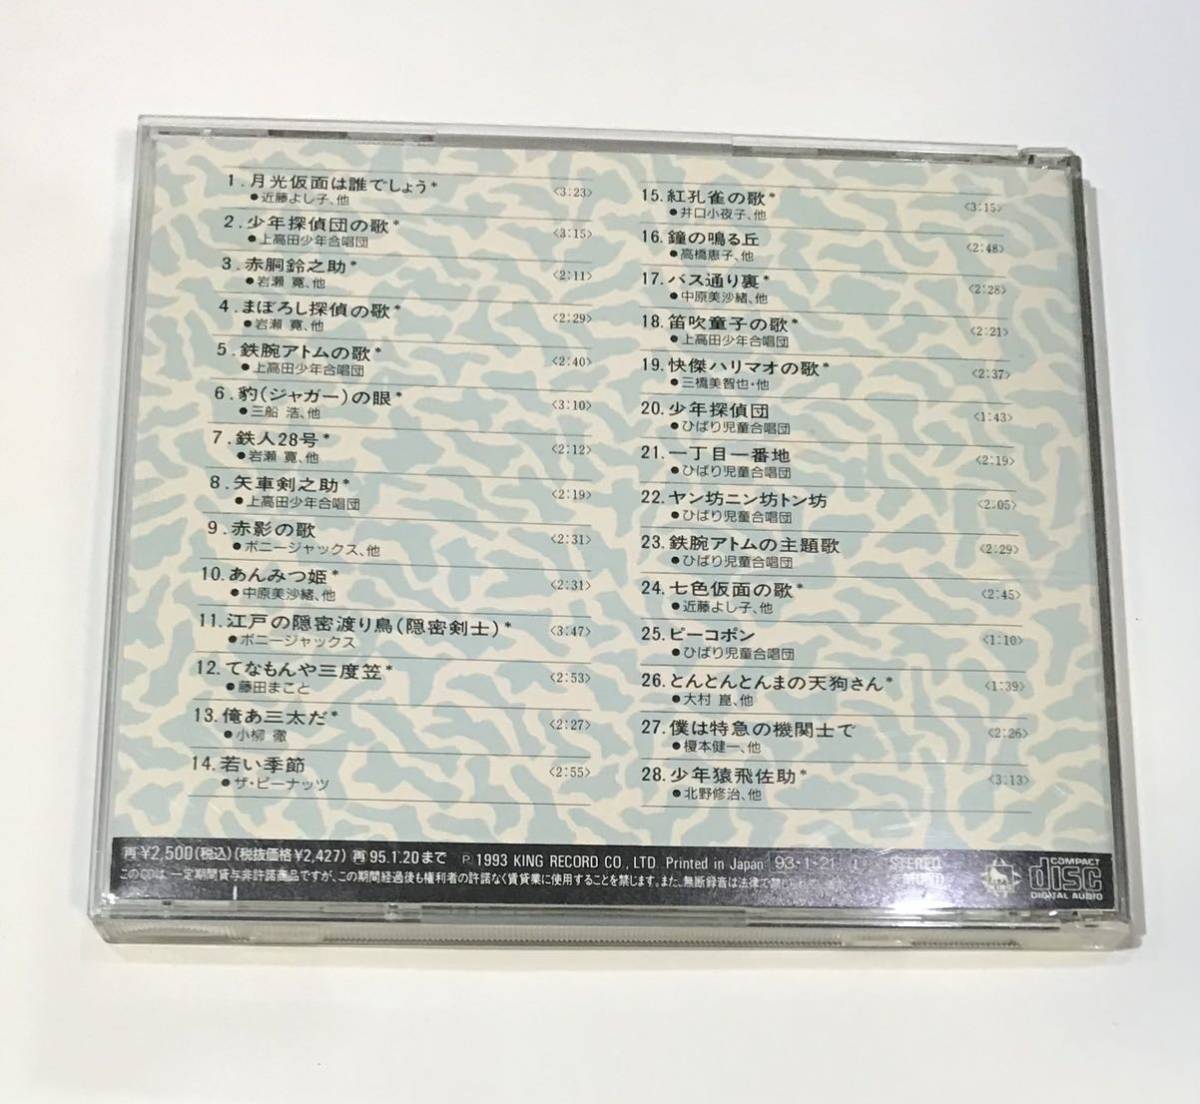 1.月光仮面は誰でしょう* <3:23>
●近藤よし子、他
2.少年探偵団の歌* <3:15>
●上高田少年合唱団
3.赤胴鈴之助* <2:11>
●岩瀬 寛、他
4.まぼろし探偵の歌* <2:29>
●岩瀬 寛、他
5.鉄腕アトムの歌* <2:40>
●上高田少年合唱団
6.豹(ジャガー)の眼* <3:10>
●三船 浩、他
7.鉄人28号* <2:12>
●岩瀬 寛、他
8.矢車剣之助* <2:19>
●上高田少年合唱団
9.赤影の歌 <2:31>
●ボニージャックス、他
10.あんみつ姫* <2:31>
●中原美沙緒、他
11.江戸の隠密渡り鳥(隠密剣士)* <3:47>
●ボニージャックス
12.てなもんや三度笠* <2:53>
●藤田まこと
13.俺あ三太だ* <2:27>
●小柳 徹
14.若い季節 <2:55>
●ザ・ピーナッツ
15.紅孔雀の歌* <3:15>
●井口小夜子、他
16.鐘の鳴る丘 <2:48>
●高橋恵子、他
17.バス通り裏* <2:28>
●中原美沙緒、他
18.笛吹童子の歌* <2:21>
●上高田少年合唱団
19.快傑ハリマオの歌* <2:37>
●三橋美智也・他
20.少年探偵団 <1:43>
●ひばり児童合唱団
21.一丁目一番地 <2:19>
●ひばり児童合唱団
22.ヤン坊ニン坊トン坊 <2:05>
●ひばり児童合唱団
23.鉄腕アトムの主題歌 <2:29>
●ひばり児童合唱団
24.七色仮面の歌* <2:45>
●近藤よし子、他
25.ピーコポン <1:10>
●ひばり児童合唱団
26.とんとんとんまの天狗さん* <1:39>
●大村 崑、他
27.僕は特急の機関士で <2:26>
●榎本健一、他
28.少年猿飛佐助* <3:13>
●北野修治、他
再¥2,500(税込)(税抜価格¥2,427) 再 95.1.20まで Ⓟ 1993 KING RECORD CO., LTD. Printed in Japan 93・1・21 STEREO
このCDは、一定期間貸与非許諾商品ですが、この期間経過後も権利者の許諾なく賃貸業に使用することを禁じます。また、無断録音は法律で禁じ
COMPACT
disc
DIGITAL AUDIO